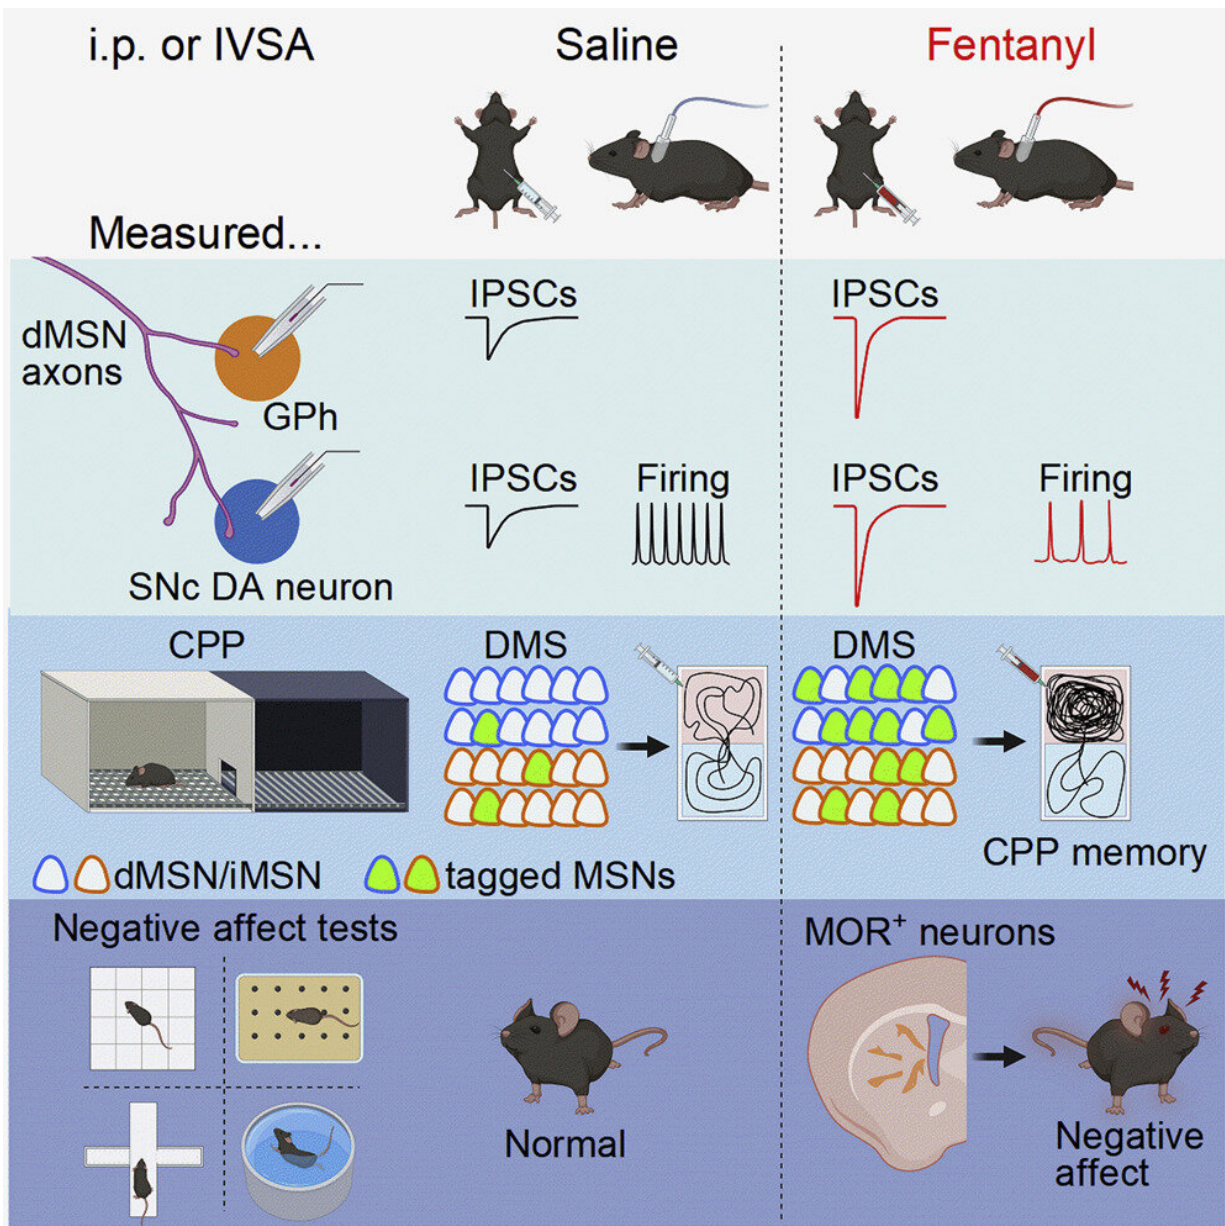 i.p. or IVSA
Saline
Fentanyl
Measured...
dMSN
axons
GPh
IPSCs
IPSCs
SNc DA neuron
IPSCs
Firing
IPSCs
Firing
CPP
DMS
DMS
CPP memory
dMSN/iMSN
tagged MSNs
Negative affect tests
Normal
MOR⁺ neurons
Negative
affect